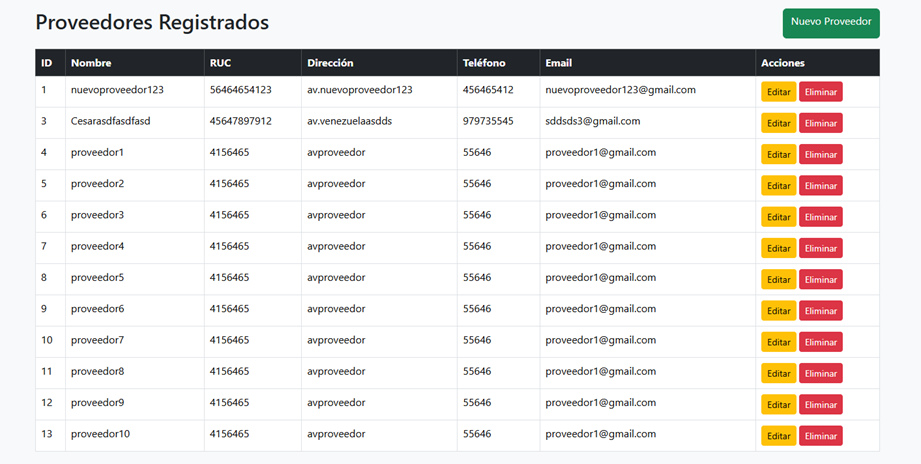 Proveedores Registrados Nuevo Proveedor
ID Nombre RUC Dirección Teléfono Email Acciones
1 nuevoproveedor123 56464654123 av.nuevoproveedor123 456465412 nuevoproveedor123@gmail.com Editar Eliminar
3 Cesarasdfasdfasd 45647897912 av.venezuelaasdds 979735545 sddsds3@gmail.com Editar Eliminar
4 proveedor1 4156465 avproveedor 55646 proveedor1@gmail.com Editar Eliminar
5 proveedor2 4156465 avproveedor 55646 proveedor1@gmail.com Editar Eliminar
6 proveedor3 4156465 avproveedor 55646 proveedor1@gmail.com Editar Eliminar
7 proveedor4 4156465 avproveedor 55646 proveedor1@gmail.com Editar Eliminar
8 proveedor5 4156465 avproveedor 55646 proveedor1@gmail.com Editar Eliminar
9 proveedor6 4156465 avproveedor 55646 proveedor1@gmail.com Editar Eliminar
10 proveedor7 4156465 avproveedor 55646 proveedor1@gmail.com Editar Eliminar
11 proveedor8 4156465 avproveedor 55646 proveedor1@gmail.com Editar Eliminar
12 proveedor9 4156465 avproveedor 55646 proveedor1@gmail.com Editar Eliminar
13 proveedor10 4156465 avproveedor 55646 proveedor1@gmail.com Editar Eliminar